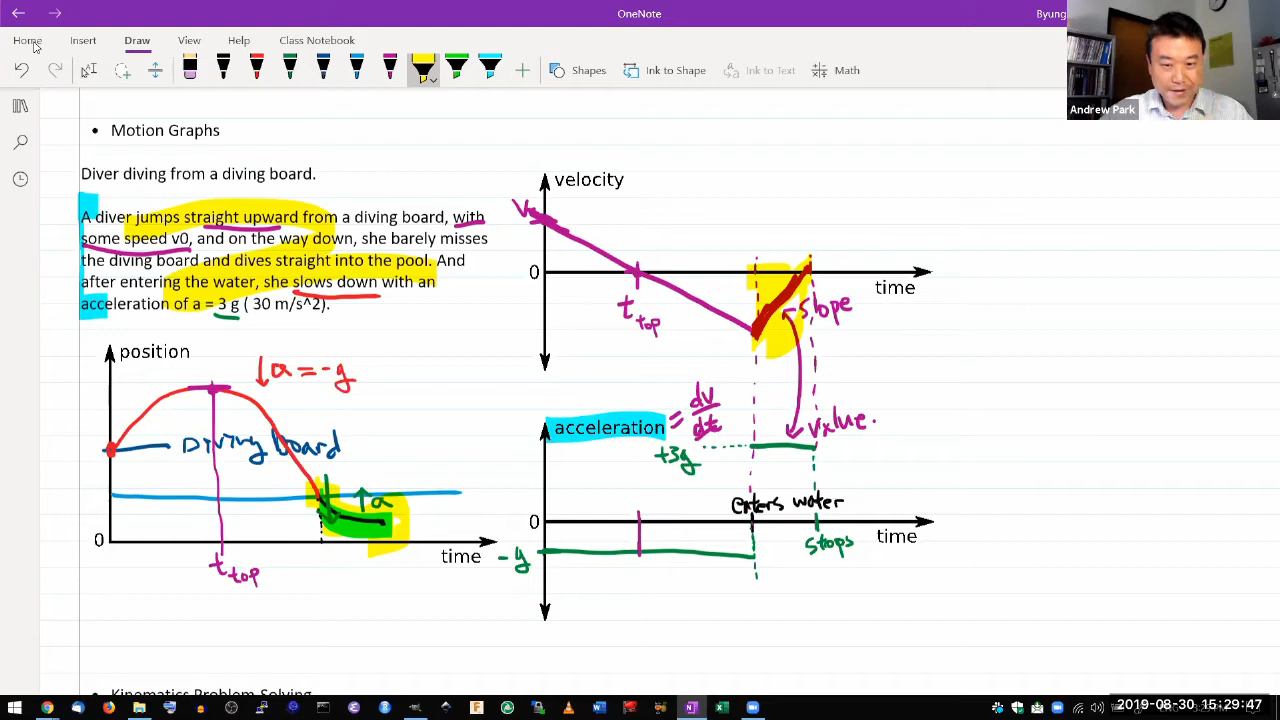 OneNote
Byung
Home Insert Draw View Help Class Notebook
Shapes Ink to Shape Ink to Text Math
Andrew Park
• Motion Graphs
Diver diving from a diving board.
A diver jumps straight upward from a diving board, with
some speed v0, and on the way down, she barely misses
the diving board and dives straight into the pool. And
after entering the water, she slows down with an
acceleration of a = 3 g ( 30 m/s^2).
position
↓a = -g
Diving board
↑a
0
time
t top
velocity
0
time
t top
slope
acceleration = dv/dt
value.
+3g
enters water
0
time
stops
-g
• Kinematics Problem-Solving
2019-08-30 15:29:47